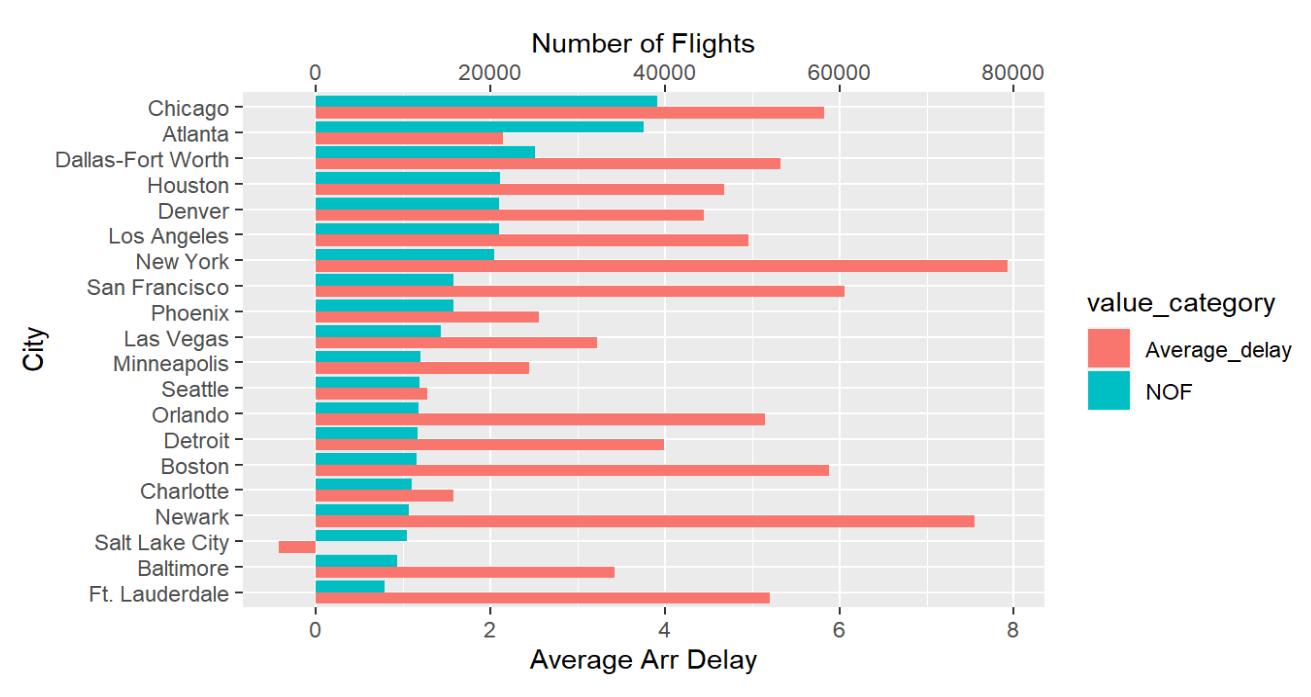 Number of Flights
0 20000 40000 60000 80000
Chicago
Atlanta
Dallas-Fort Worth
Houston
Denver
Los Angeles
New York
San Francisco
Phoenix
Las Vegas
Minneapolis
Seattle
Orlando
Detroit
Boston
Charlotte
Newark
Salt Lake City
Baltimore
Ft. Lauderdale
City
0 2 4 6 8
Average Arr Delay
value_category
Average_delay
NOF